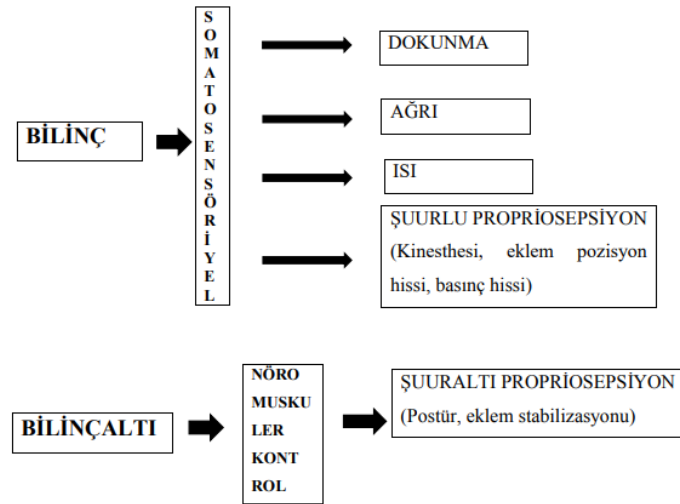 BİLİNÇ
S
O
M
A
T
O
S
E
N
S
Ö
R
İ
Y
E
L
DOKUNMA
AĞRI
ISI
ŞUURLU PROPRİOSEPSİYON
(Kinesthesi, eklem pozisyon
hissi, basınç hissi)
BİLİNÇALTI
NÖRO
MUSKU
LER
KONT
ROL
ŞUURALTI PROPRİOSEPSİYON
(Postür, eklem stabilizasyonu)